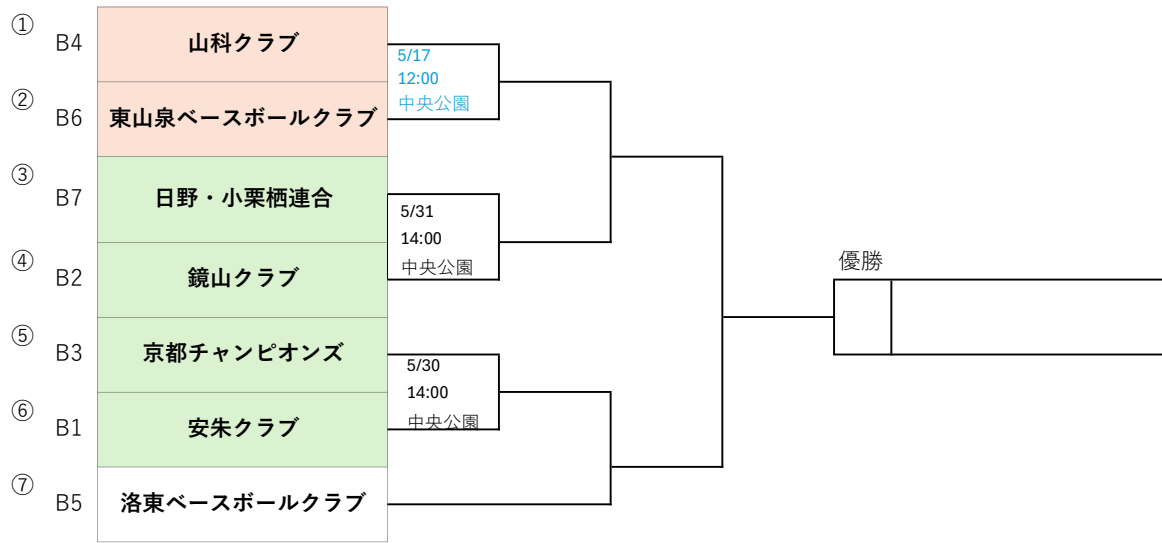 ①
B4 山科クラブ
5/17
12:00
中央公園
②
B6 東山泉ベースボールクラブ
③
B7 日野・小栗栖連合
5/31
14:00
中央公園
④
B2 鏡山クラブ
優勝
⑤
B3 京都チャンピオンズ
5/30
14:00
中央公園
⑥
B1 安朱クラブ
⑦
B5 洛東ベースボールクラブ